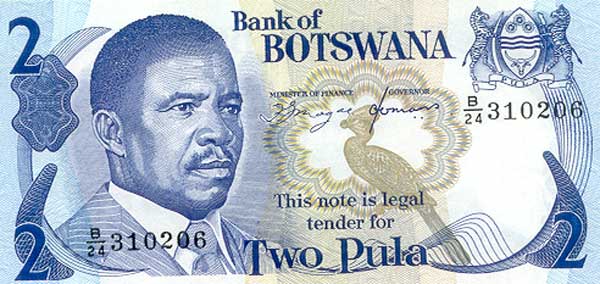 2
Bank of
BOTSWANA
MINISTER OF FINANCE GOVERNOR
B/24 310206
This note is legal
tender for
B/24 310206
2 Two Pula 2